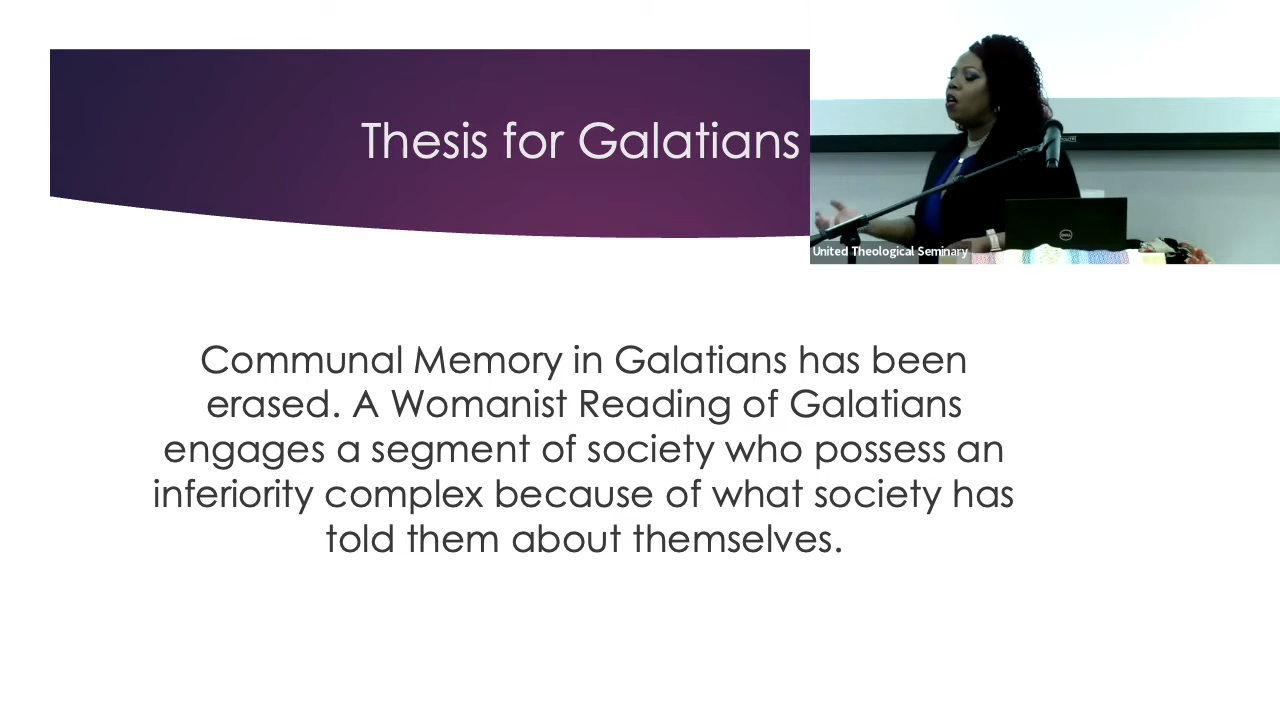 Thesis for Galatians
United Theological Seminary
DELL
Communal Memory in Galatians has been
erased. A Womanist Reading of Galatians
engages a segment of society who possess an
inferiority complex because of what society has
told them about themselves.